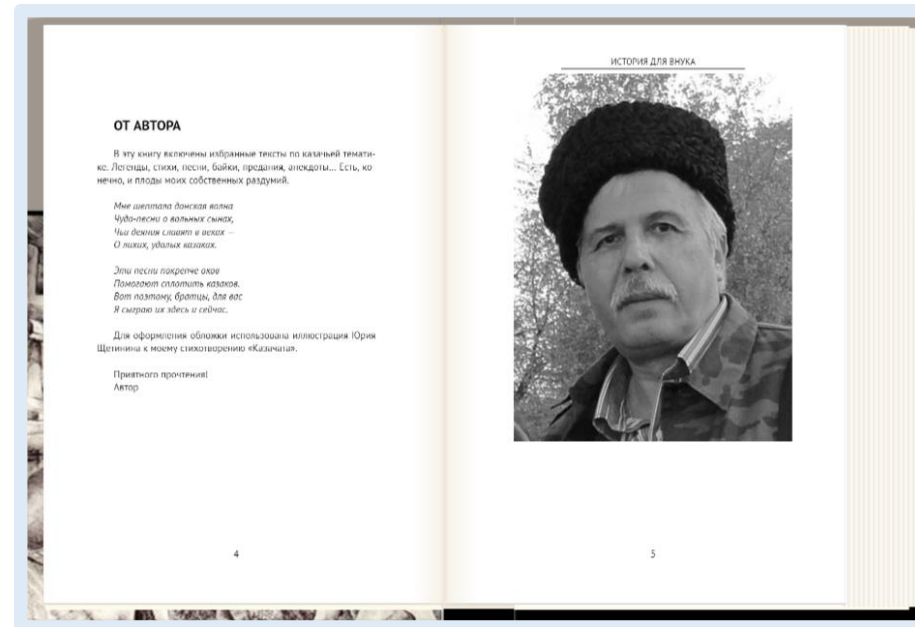 ОТ АВТОРА
В эту книгу включены избранные тексты по казачьей темати-
ке. Легенды, стихи, песни, байки, предания, анекдоты... Есть, ко
нечно, и плоды моих собственных раздумий.
Мне шептала донская волна
Чудо-песни о вольных сынах,
Чьи деяния славят в веках —
О лихих, удалых казаках.
Эти песни покрепче оков
Помогают сплотить казаков.
Вот поэтому, братцы, для вас
Я сыграю их здесь и сейчас.
Для оформления обложки использована иллюстрация Юрия
Щетинина к моему стихотворению «Казачата».
Приятного прочтения!
Автор
4
ИСТОРИЯ ДЛЯ ВНУКА
5